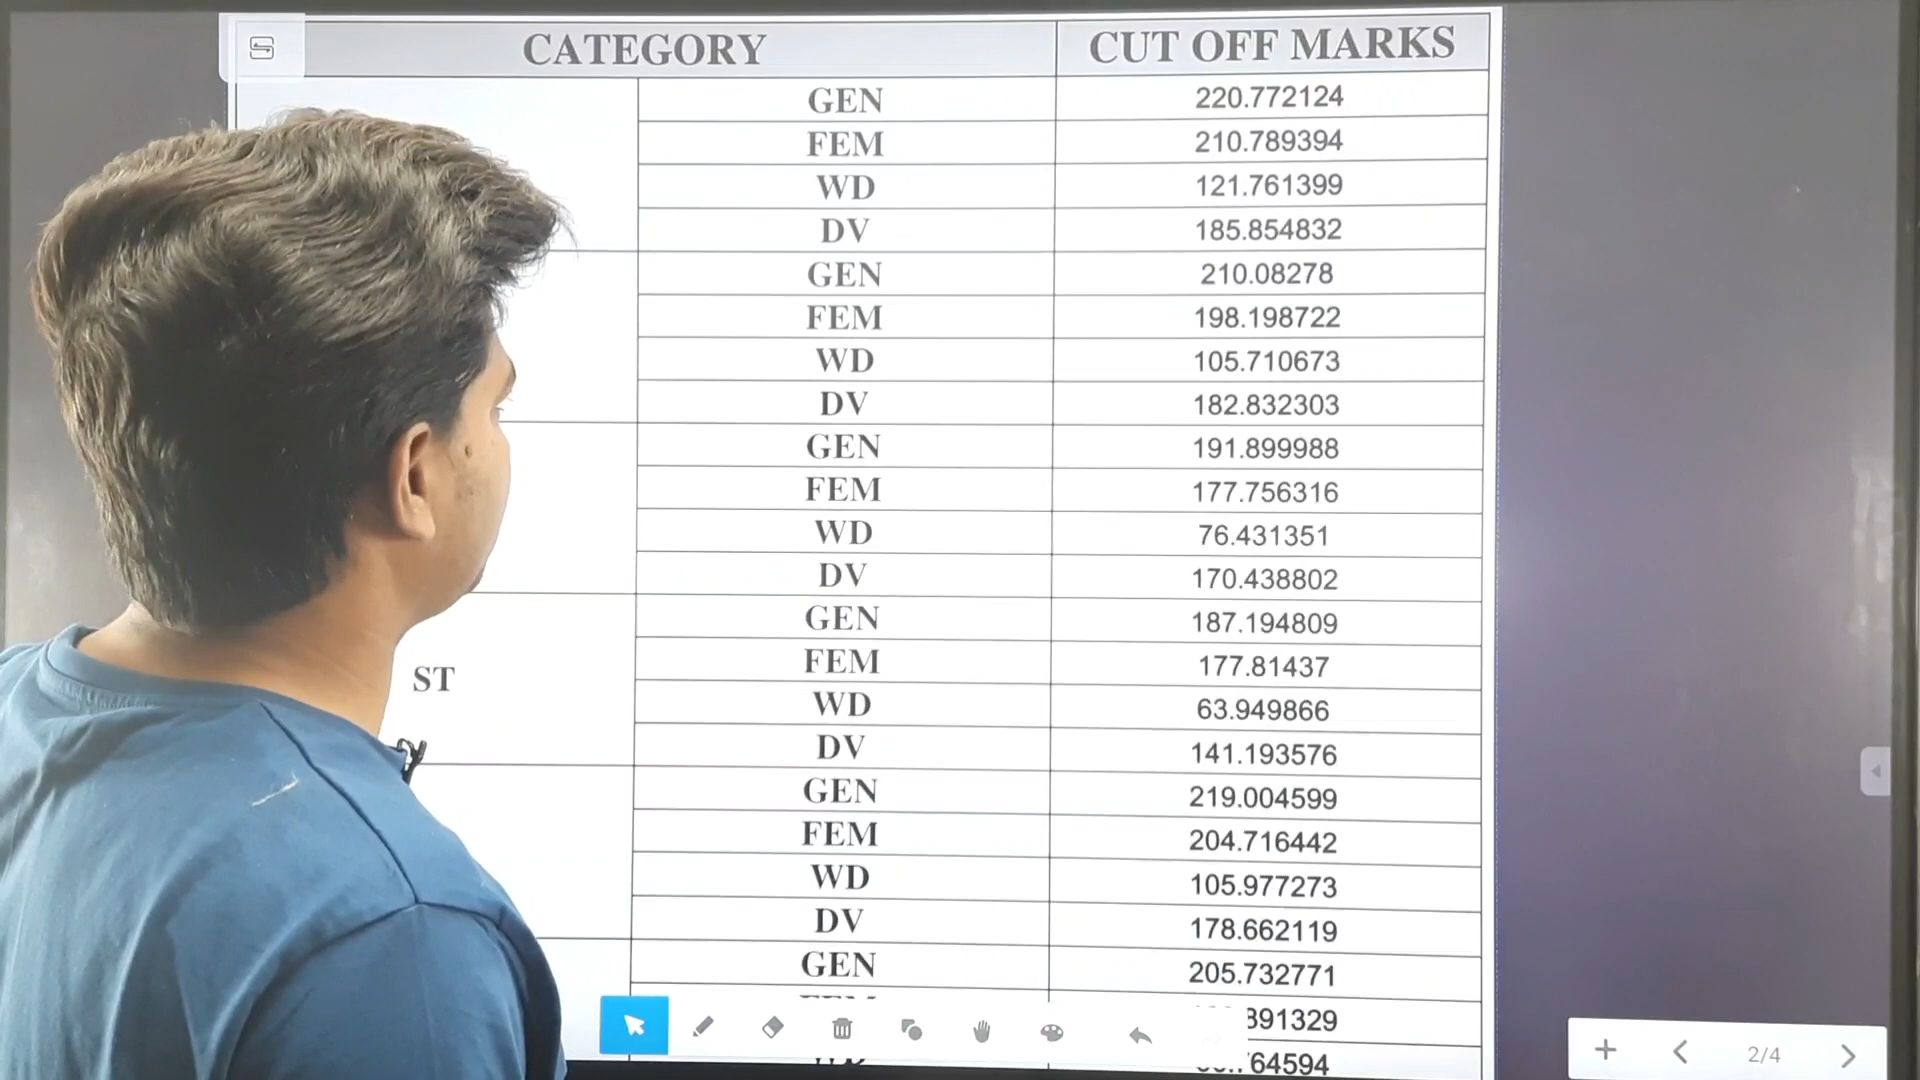 CATEGORY CUT OFF MARKS
GEN 220.772124
FEM 210.789394
WD 121.761399
DV 185.854832
GEN 210.08278
FEM 198.198722
WD 105.710673
DV 182.832303
GEN 191.899988
FEM 177.756316
WD 76.431351
DV 170.438802
ST
GEN 187.194809
FEM 177.81437
WD 63.949866
DV 141.193576
GEN 219.004599
FEM 204.716442
WD 105.977273
DV 178.662119
GEN 205.732771
391329
64594
2/4